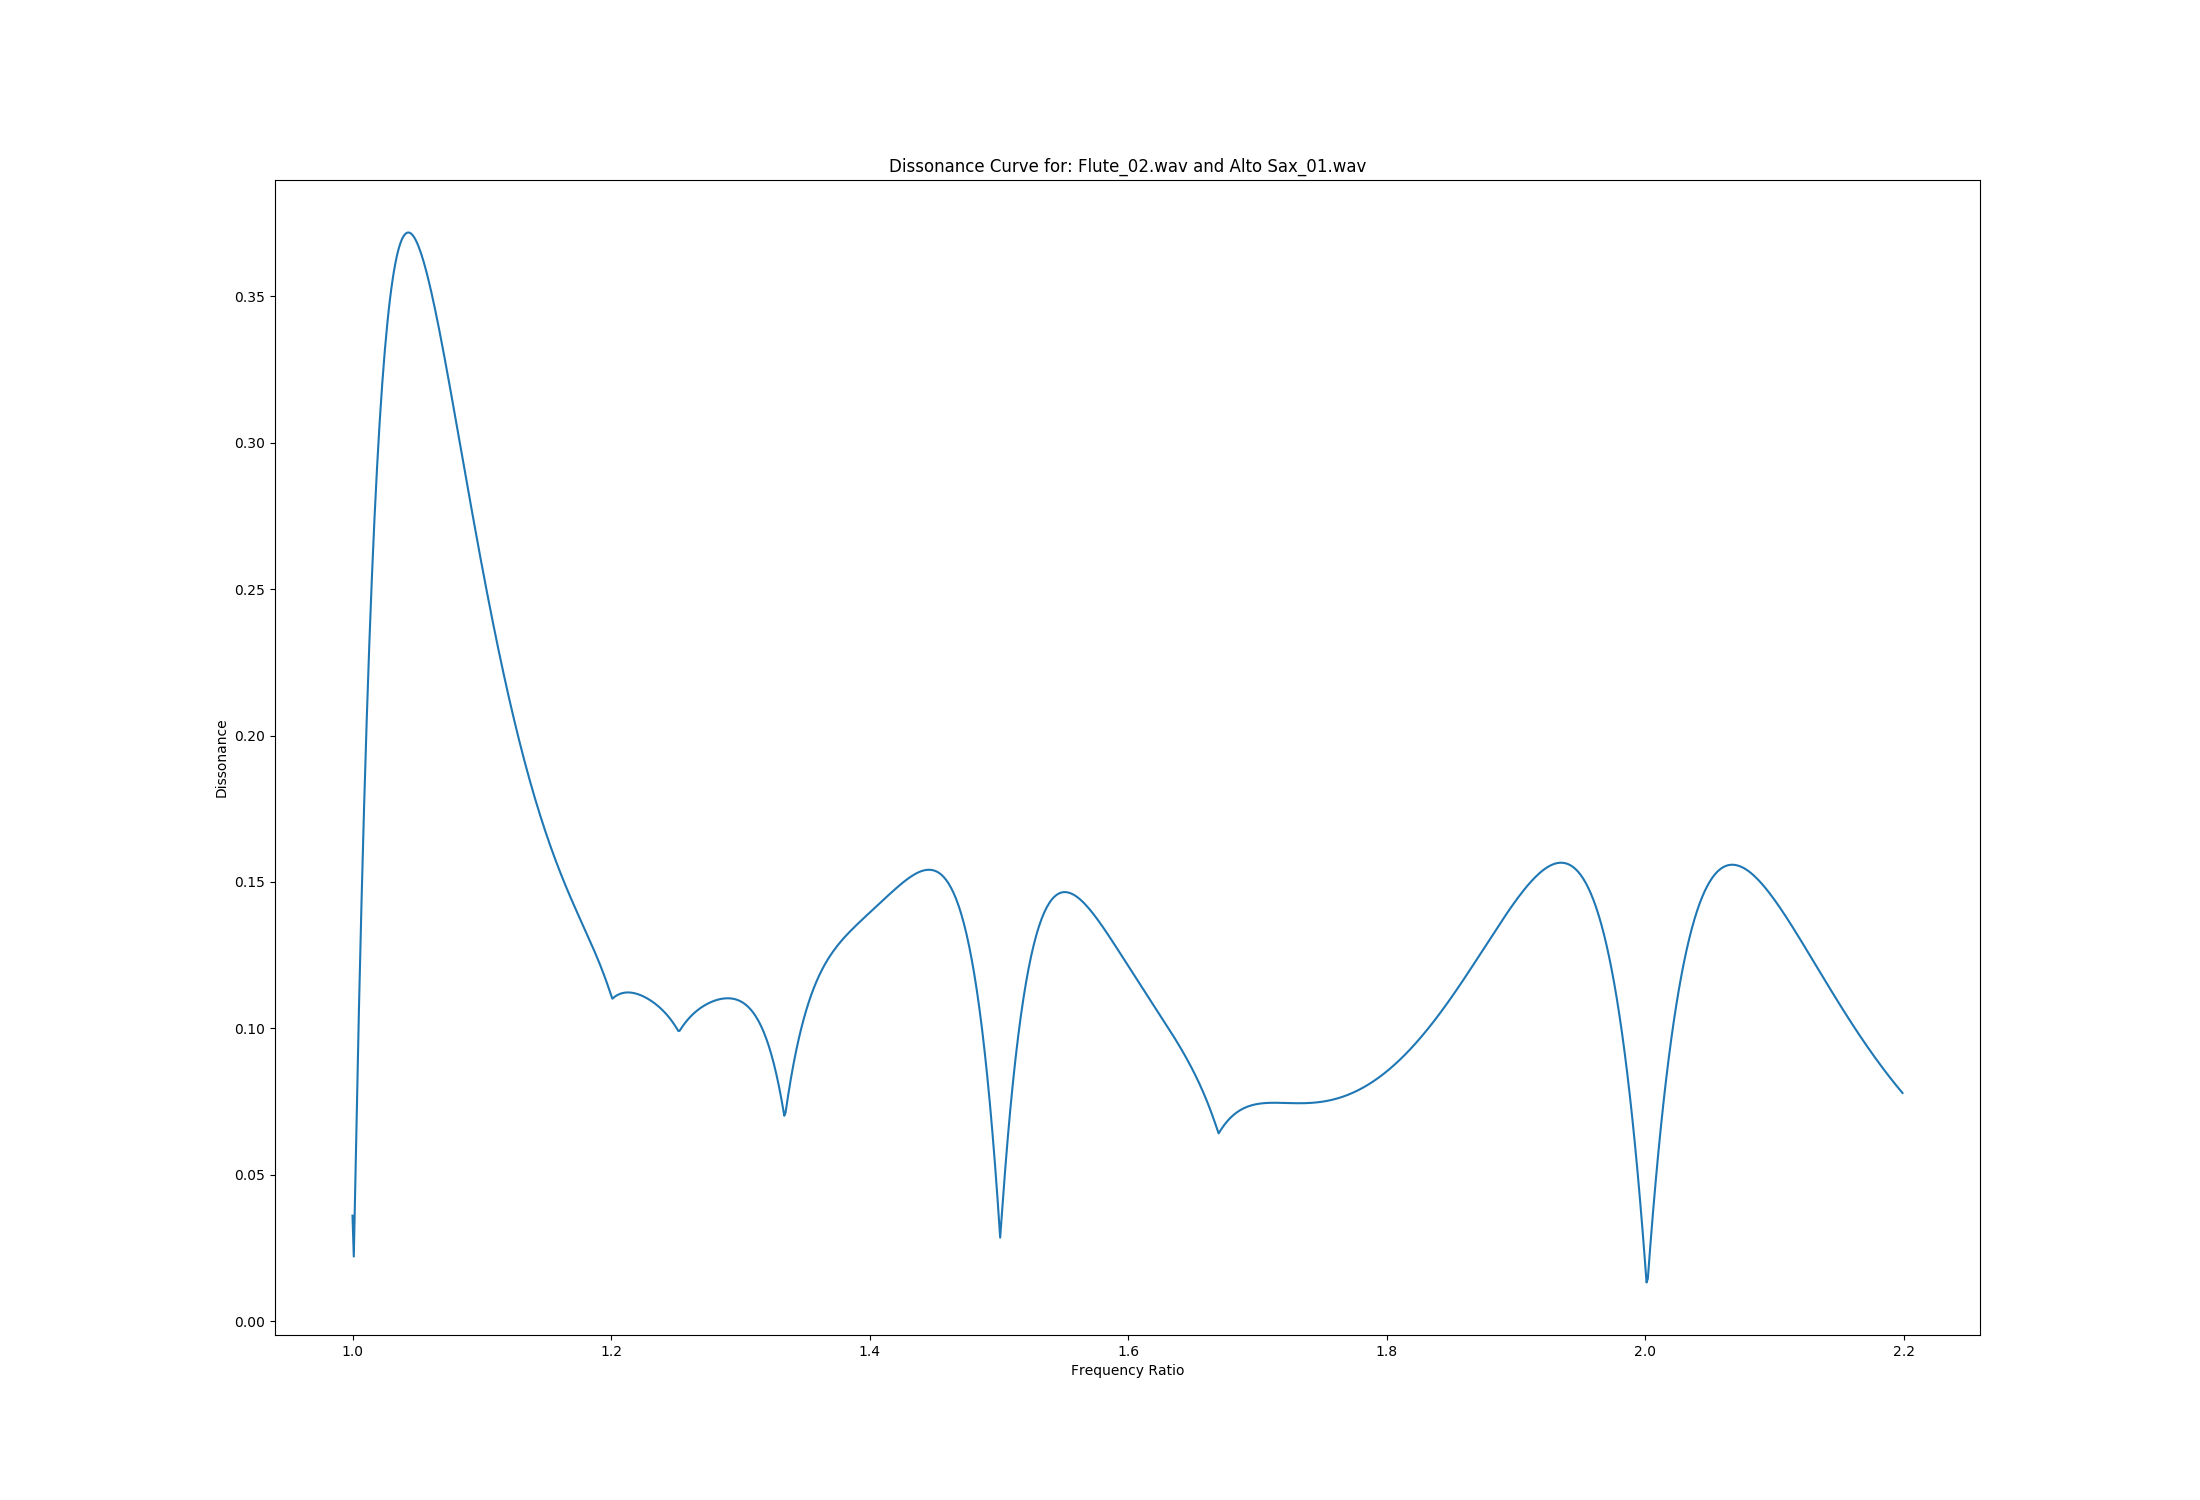 Dissonance Curve for: Flute_02.wav and Alto Sax_01.wav
0.35
0.30
0.25
0.20
0.15
0.10
0.05
0.00
Dissonance
1.0 1.2 1.4 1.6 1.8 2.0 2.2
Frequency Ratio